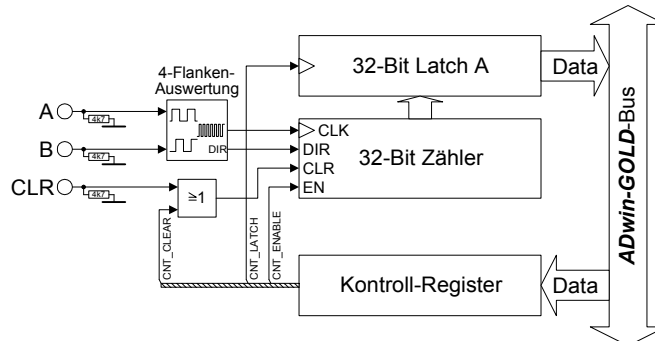 4-Flanken-
Auswertung
A
4k7
B
4k7
CLR
4k7
DIR
≥1
CNT_CLEAR
CNT_LATCH
CNT_ENABLE
32-Bit Latch A
Data
CLK
DIR
CLR
EN
32-Bit Zähler
Kontroll-Register
Data
ADwin-GOLD-Bus